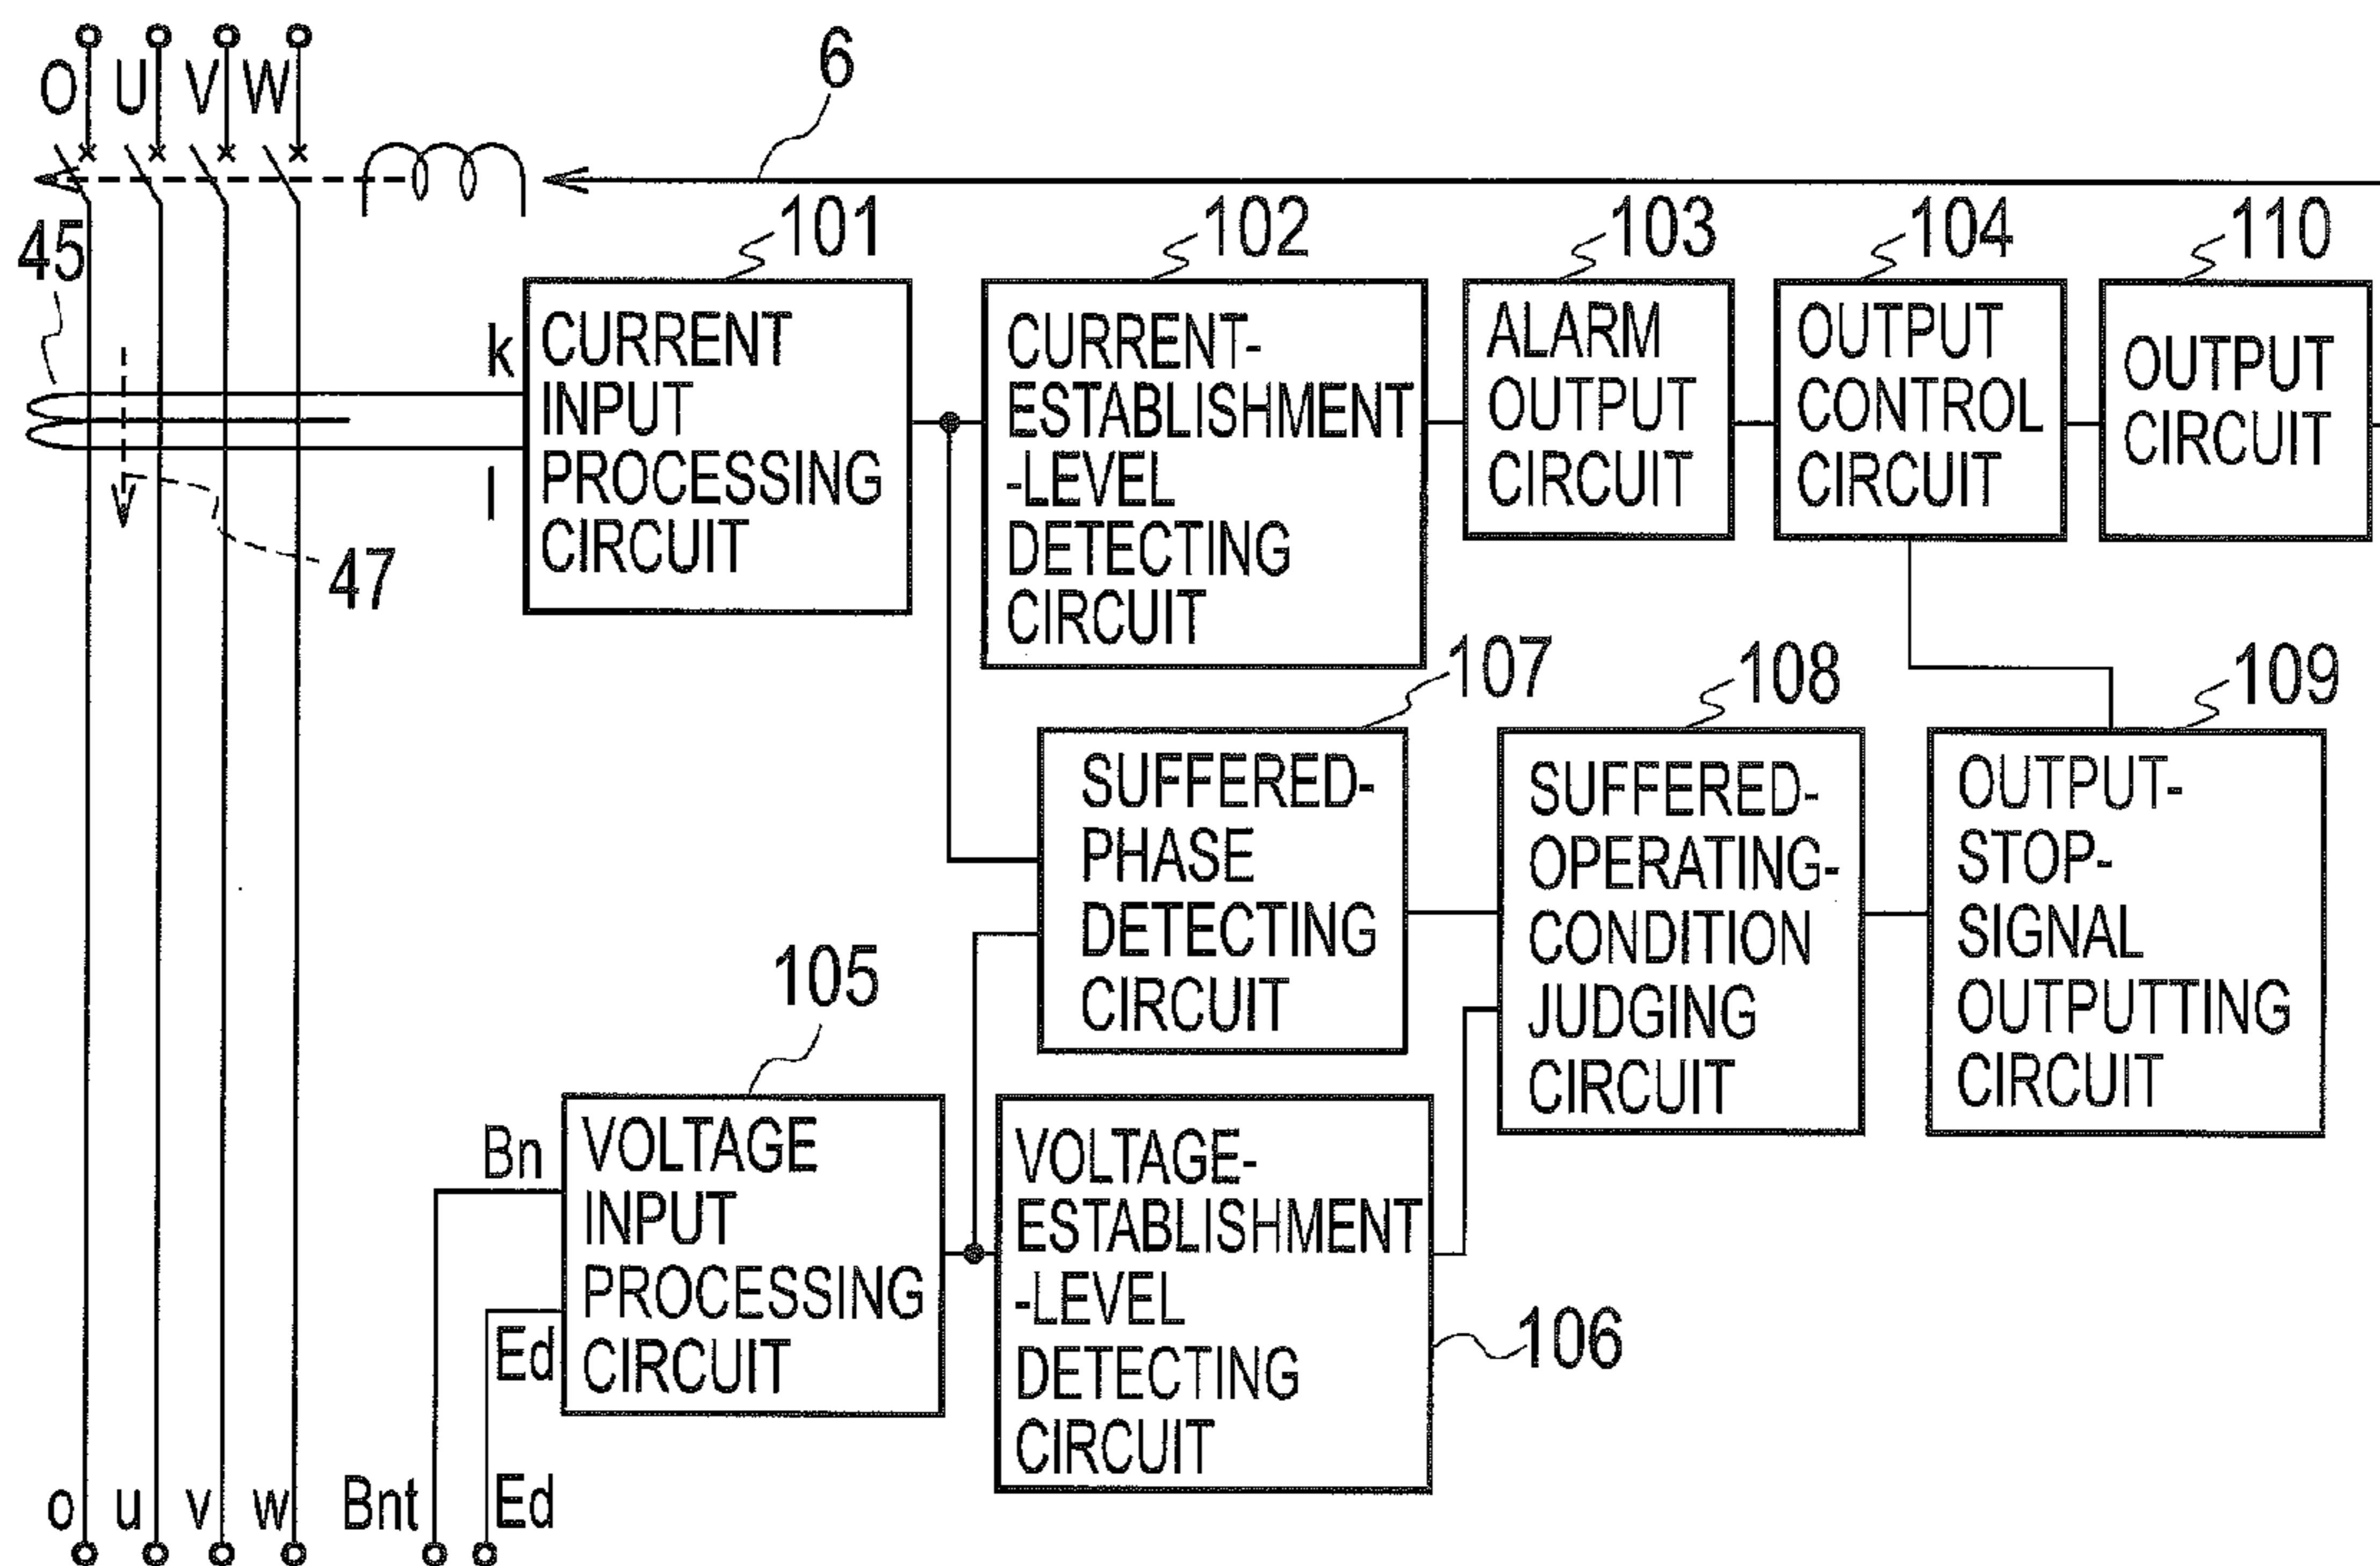 O U V W
6
45
101
102
103
104
110
k
l
CURRENT
INPUT
PROCESSING
CIRCUIT
CURRENT-
ESTABLISHMENT
-LEVEL
DETECTING
CIRCUIT
ALARM
OUTPUT
CIRCUIT
OUTPUT
CONTROL
CIRCUIT
OUTPUT
CIRCUIT
47
107
108
109
SUFFERED-
PHASE
DETECTING
CIRCUIT
SUFFERED-
OPERATING-
CONDITION
JUDGING
CIRCUIT
OUTPUT-
STOP-
SIGNAL
OUTPUTTING
CIRCUIT
105
Bn
Ed
VOLTAGE
INPUT
PROCESSING
CIRCUIT
VOLTAGE-
ESTABLISHMENT
-LEVEL
DETECTING
CIRCUIT
106
o u v w Bnt Ed